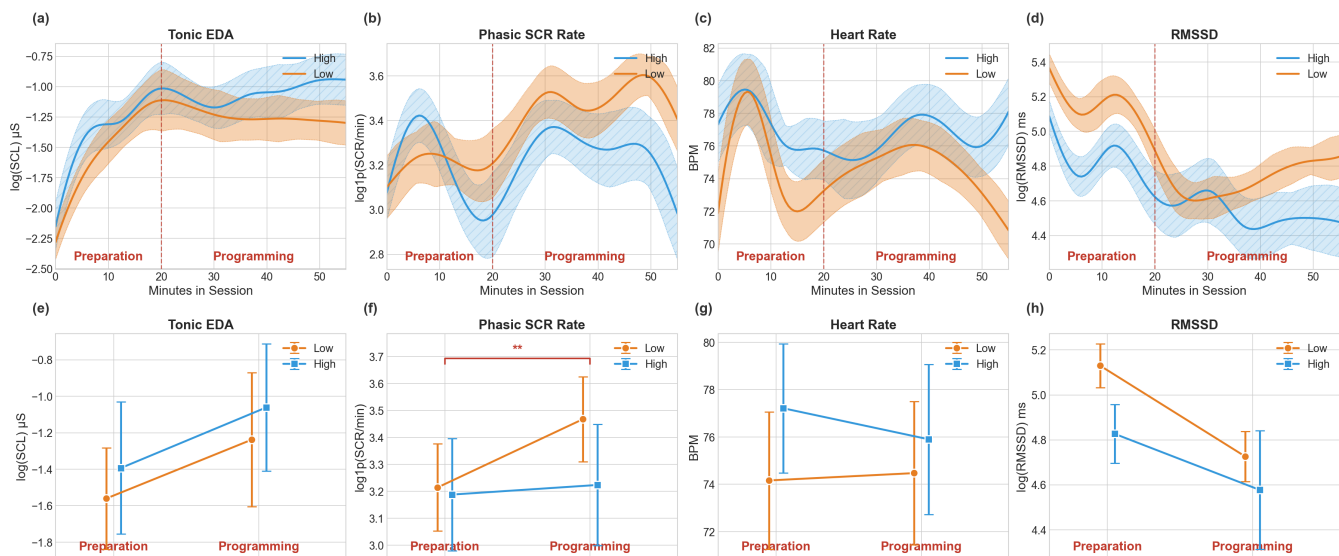 (a)
Tonic EDA
High
Low
log(SCL) μS
−0.75
−1.00
−1.25
−1.50
−1.75
−2.00
−2.25
−2.50
Preparation
Programming
0 10 20 30 40 50
Minutes in Session
(b)
Phasic SCR Rate
High
Low
log1p(SCR/min)
3.6
3.4
3.2
3.0
2.8
Preparation
Programming
0 10 20 30 40 50
Minutes in Session
(c)
Heart Rate
High
Low
BPM
82
80
78
76
74
72
70
Preparation
Programming
0 10 20 30 40 50
Minutes in Session
(d)
RMSSD
High
Low
log(RMSSD) ms
5.4
5.2
5.0
4.8
4.6
4.4
Preparation
Programming
0 10 20 30 40 50
Minutes in Session
(e)
Tonic EDA
Low
High
log(SCL) μS
−0.8
−1.0
−1.2
−1.4
−1.6
−1.8
Preparation
Programming
(f)
Phasic SCR Rate
Low
High
**
log1p(SCR/min)
3.7
3.6
3.5
3.4
3.3
3.2
3.1
3.0
Preparation
Programming
(g)
Heart Rate
Low
High
BPM
80
78
76
74
72
Preparation
Programming
(h)
RMSSD
Low
High
log(RMSSD) ms
5.2
5.0
4.8
4.6
4.4
Preparation
Programming